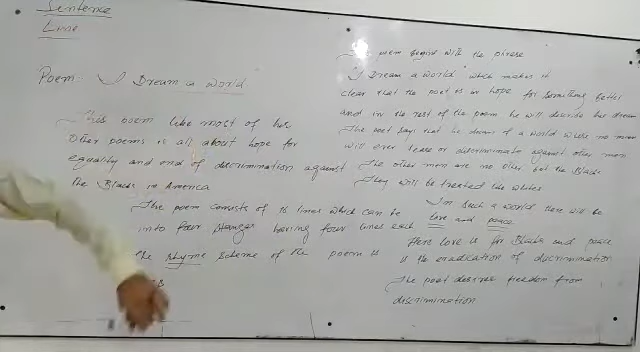 Sentence
Line
Poem: I Dream a World
This poem like most of her
other poems is all about hope for
equality and end of discrimination against
the Blacks in America
The poem consists of 16 lines which can be
into four stanzas having four lines each
The Rhyme scheme of the poem is
The poem begins with the phrase
"I Dream a world" which makes it
clear that the poet is in hope for something better
and in the rest of the poem he will describe his dream
The poet says that he dreams of a world where no man
will ever tease or discriminate against other man
The other men are no other but the Blacks
They will be treated like whites
In such a world there will be
love and peace
Here love is for Blacks and peace
is the eradication of discrimination
The poet desires freedom from
discrimination